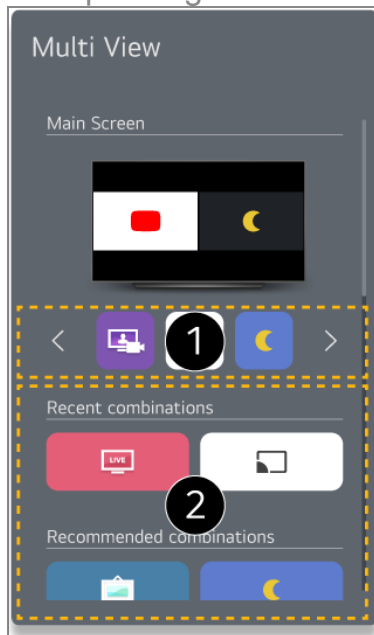 Multi View
Main Screen
1
Recent combinations
LIVE
2
Recommended combinations